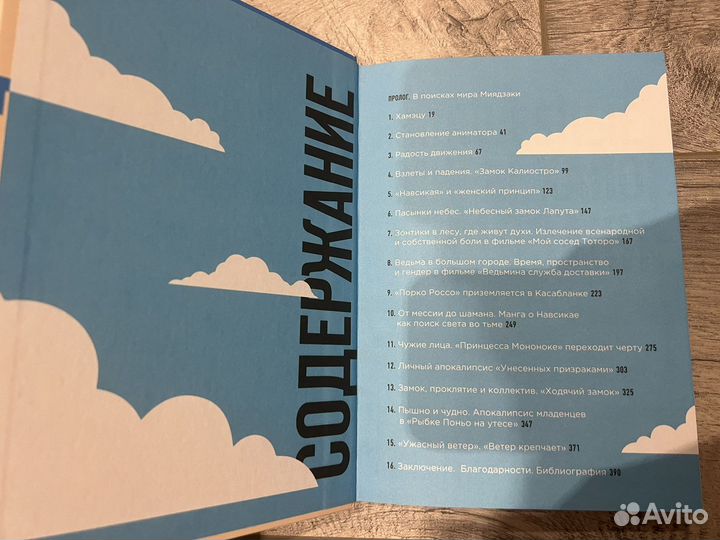 СОДЕРЖАНИЕ
ПРОЛОГ. В поисках мира Миядзаки
1. Хамэцу 19
2. Становление аниматора 41
3. Радость движения 67
4. Взлеты и падения. «Замок Калиостро» 99
5. «Навсикая» и «женский принцип» 123
6. Пасынки небес. «Небесный замок Лапута» 147
7. Зонтики в лесу, где живут духи. Излечение всенародной
и собственной боли в фильме «Мой сосед Тоторо» 167
8. Ведьма в большом городе. Время, пространство
и гендер в фильме «Ведьмина служба доставки» 197
9. «Порко Россо» приземляется в Касабланке 223
10. От мессии до шамана. Манга о Навсикае
как поиск света во тьме 249
11. Чужие лица. «Принцесса Мононоке» переходит черту 275
12. Личный апокалипсис «Унесенных призраками» 303
13. Замок, проклятие и коллектив. «Ходячий замок» 325
14. Пышно и чудно. Апокалипсис младенцев
в «Рыбке Поньо на утесе» 347
15. «Ужасный ветер». «Ветер крепчает» 371
16. Заключение. Благодарности. Библиография 390
Avito